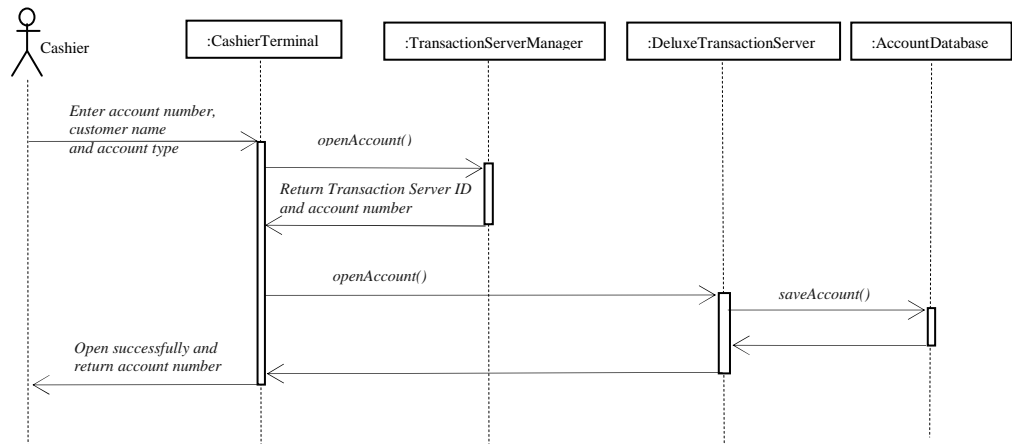 Cashier
:CashierTerminal
:TransactionServerManager
:DeluxeTransactionServer
:AccountDatabase
Enter account number,
customer name
and account type
openAccount()
Return Transaction Server ID
and account number
openAccount()
saveAccount()
Open successfully and
return account number